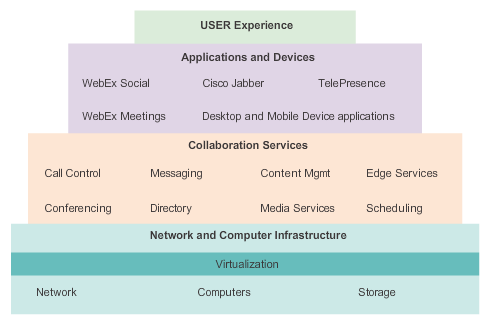 USER Experience
Applications and Devices
WebEx Social Cisco Jabber TelePresence
WebEx Meetings Desktop and Mobile Device applications
Collaboration Services
Call Control Messaging Content Mgmt Edge Services
Conferencing Directory Media Services Scheduling
Network and Computer Infrastructure
Virtualization
Network Computers Storage